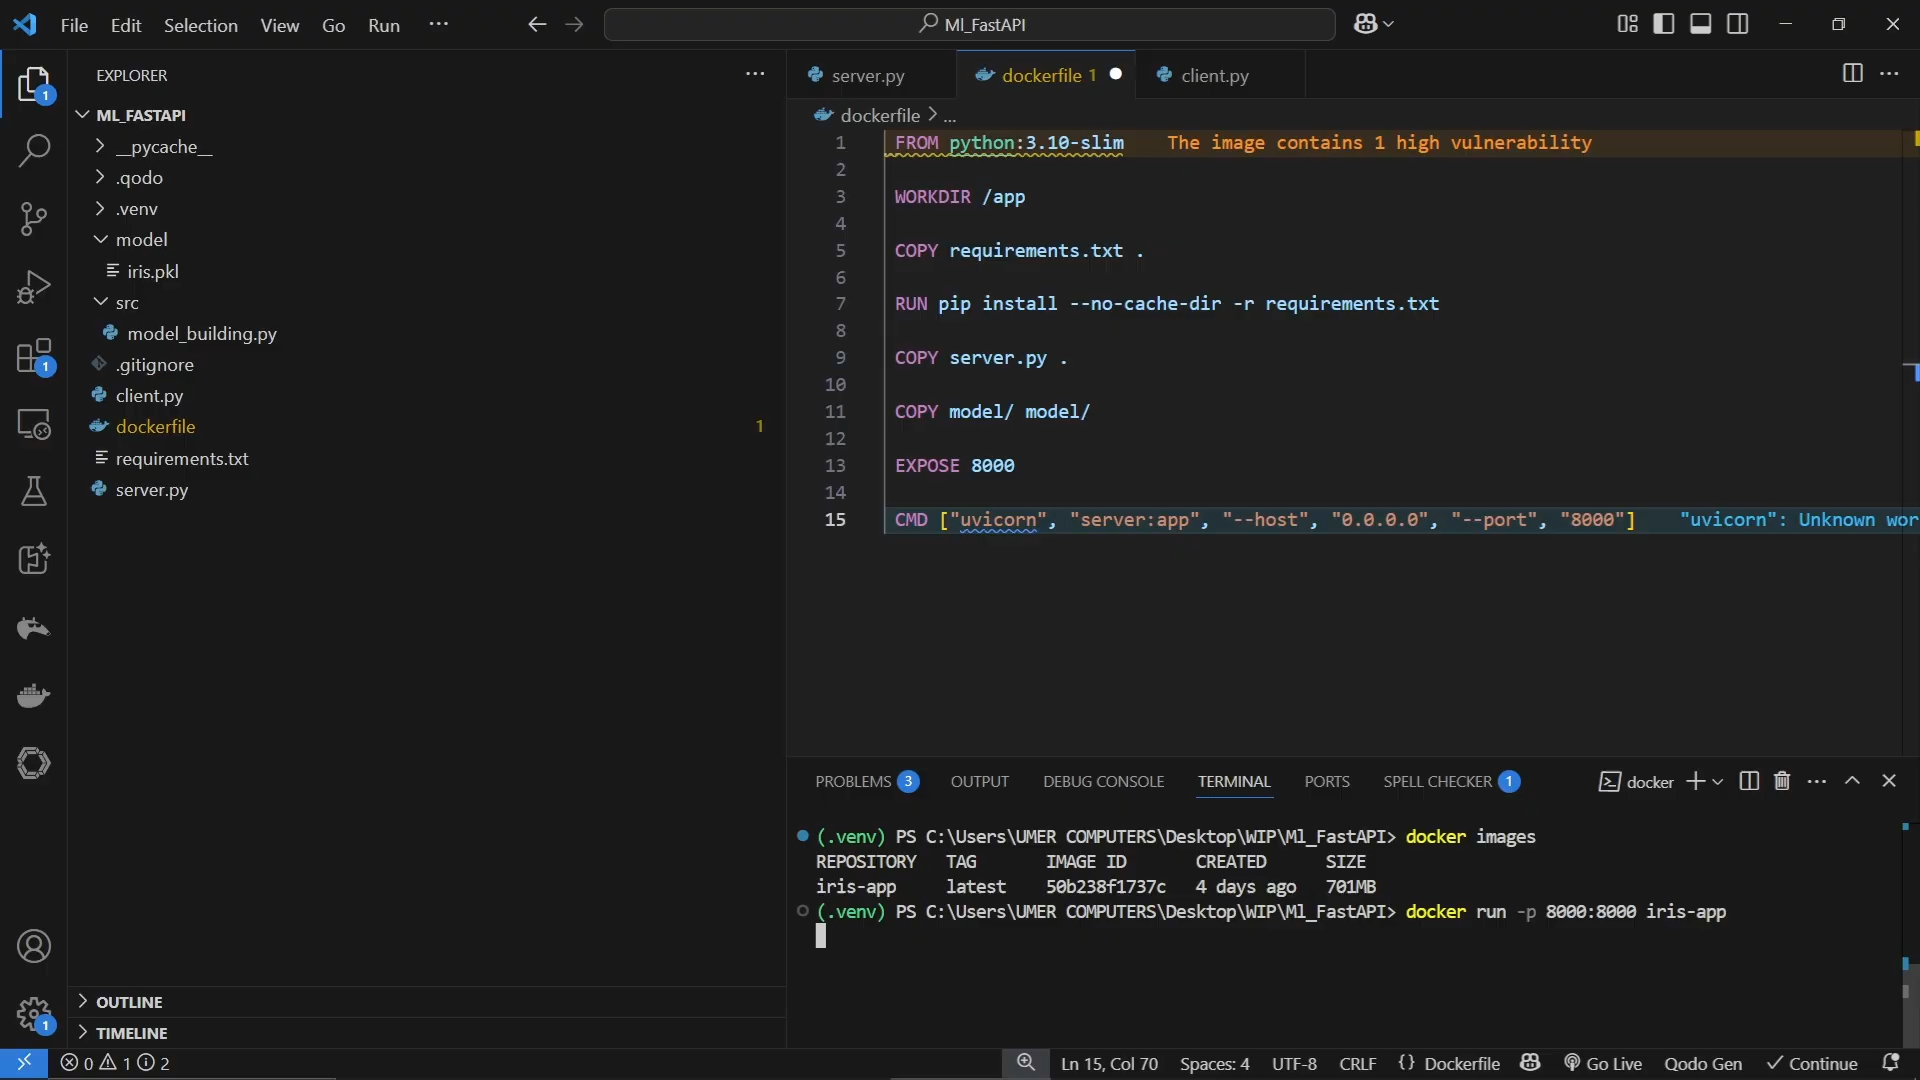 File Edit Selection View Go Run ··· Ml_FastAPI
EXPLORER ···
ML_FASTAPI
__pycache__
.qodo
.venv
model
iris.pkl
src
model_building.py
.gitignore
client.py
dockerfile 1
requirements.txt
server.py
OUTLINE
TIMELINE
1
1
1
server.py dockerfile 1 client.py ···
dockerfile > ...
1 FROM python:3.10-slim The image contains 1 high vulnerability
2
3 WORKDIR /app
4
5 COPY requirements.txt .
6
7 RUN pip install --no-cache-dir -r requirements.txt
8
9 COPY server.py .
10
11 COPY model/ model/
12
13 EXPOSE 8000
14
15 CMD ["uvicorn", "server:app", "--host", "0.0.0.0", "--port", "8000"] "uvicorn": Unknown wor
PROBLEMS 3 OUTPUT DEBUG CONSOLE TERMINAL PORTS SPELL CHECKER 1 docker ···
(.venv) PS C:\Users\UMER COMPUTERS\Desktop\WIP\Ml_FastAPI> docker images
REPOSITORY TAG IMAGE ID CREATED SIZE
iris-app latest 50b238f1737c 4 days ago 701MB
(.venv) PS C:\Users\UMER COMPUTERS\Desktop\WIP\Ml_FastAPI> docker run -p 8000:8000 iris-app
0 1 2 Ln 15, Col 70 Spaces: 4 UTF-8 CRLF {} Dockerfile Go Live Qodo Gen Continue